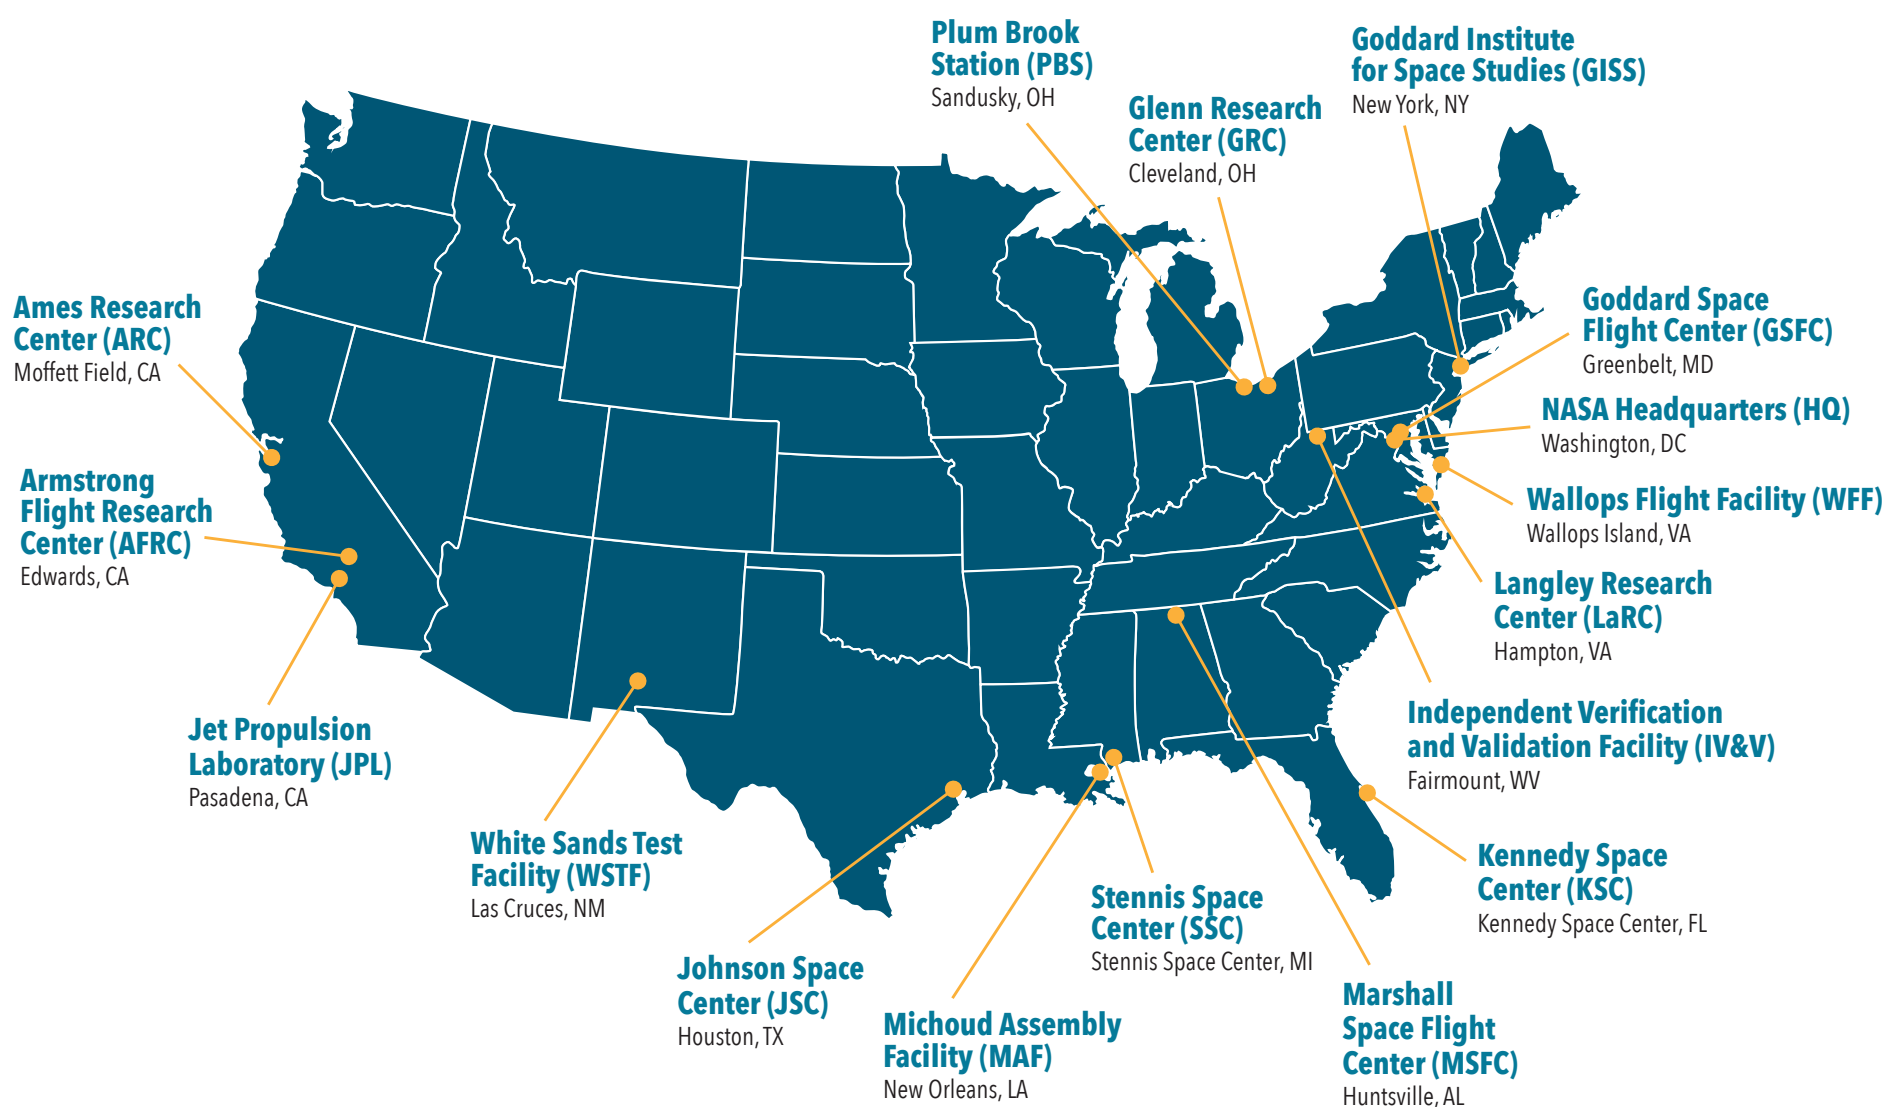 Plum Brook
Station (PBS)
Sandusky, OH
Goddard Institute
for Space Studies (GISS)
New York, NY
Glenn Research
Center (GRC)
Cleveland, OH
Ames Research
Center (ARC)
Moffett Field, CA
Goddard Space
Flight Center (GSFC)
Greenbelt, MD
NASA Headquarters (HQ)
Washington, DC
Armstrong
Flight Research
Center (AFRC)
Edwards, CA
Wallops Flight Facility (WFF)
Wallops Island, VA
Langley Research
Center (LaRC)
Hampton, VA
Jet Propulsion
Laboratory (JPL)
Pasadena, CA
Independent Verification
and Validation Facility (IV&V)
Fairmount, WV
White Sands Test
Facility (WSTF)
Las Cruces, NM
Kennedy Space
Center (KSC)
Kennedy Space Center, FL
Stennis Space
Center (SSC)
Stennis Space Center, MI
Johnson Space
Center (JSC)
Houston, TX
Michoud Assembly
Facility (MAF)
New Orleans, LA
Marshall
Space Flight
Center (MSFC)
Huntsville, AL